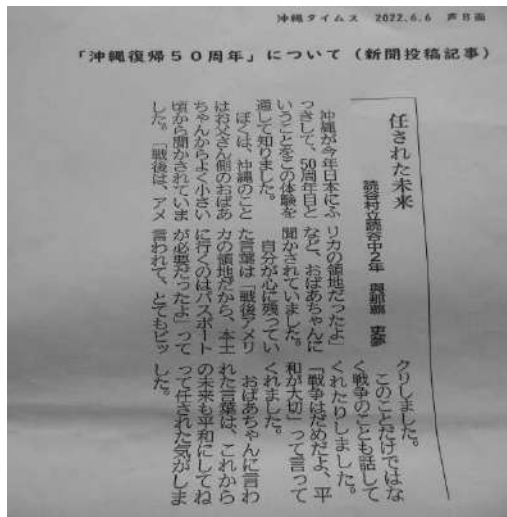 沖縄タイムス 2022.6.6 声B面
「沖縄復帰50周年」について(新聞投稿記事)
任された未来
読谷村立読谷中2年 與那覇
沖縄が今年日本にふ
っきして、50周年目と
いうことをこの体験を
通して知りました。
ぼくは、沖縄のこと
はお父さん側のおばあ
ちゃんからよく小さい
頃から聞かされていま
した。「戦後は、アメ
リカの領地だったよ」
など、おばあちゃんに
聞かされていました。
自分が心に残ってい
た言葉は「戦後アメリ
カの領地だから、本土
に行くのはパスポート
が必要だったよ」って
言われて、とてもビッ
クリしました。
このことだけではな
く戦争のことも話して
くれたりしました。
「戦争はだめだよ、平
和が大切」って言って
くれました。
おばあちゃんに言わ
れた言葉は、これから
の未来も平和にしてね
って任された気がしま
した。